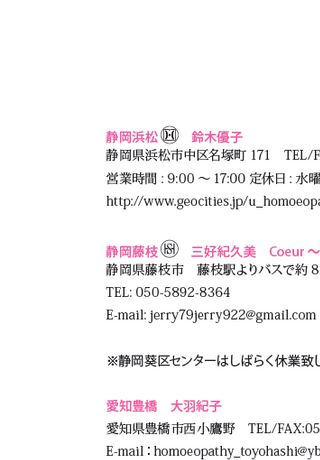 静岡浜松 鈴木優子
静岡県浜松市中区名塚町 171 TEL/F
営業時間 : 9:00 ～ 17:00 定休日 : 水曜
http://www.geocities.jp/u_homoeopa
静岡藤枝 三好紀久美 Coeur ～
静岡県藤枝市 藤枝駅よりバスで約 8
TEL: 050-5892-8364
E-mail: jerry79jerry922@gmail.com
※静岡葵区センターはしばらく休業致し
愛知豊橋 大羽紀子
愛知県豊橋市西小鷹野 TEL/FAX:05
E-mail：homoeopathy_toyohashi@yb